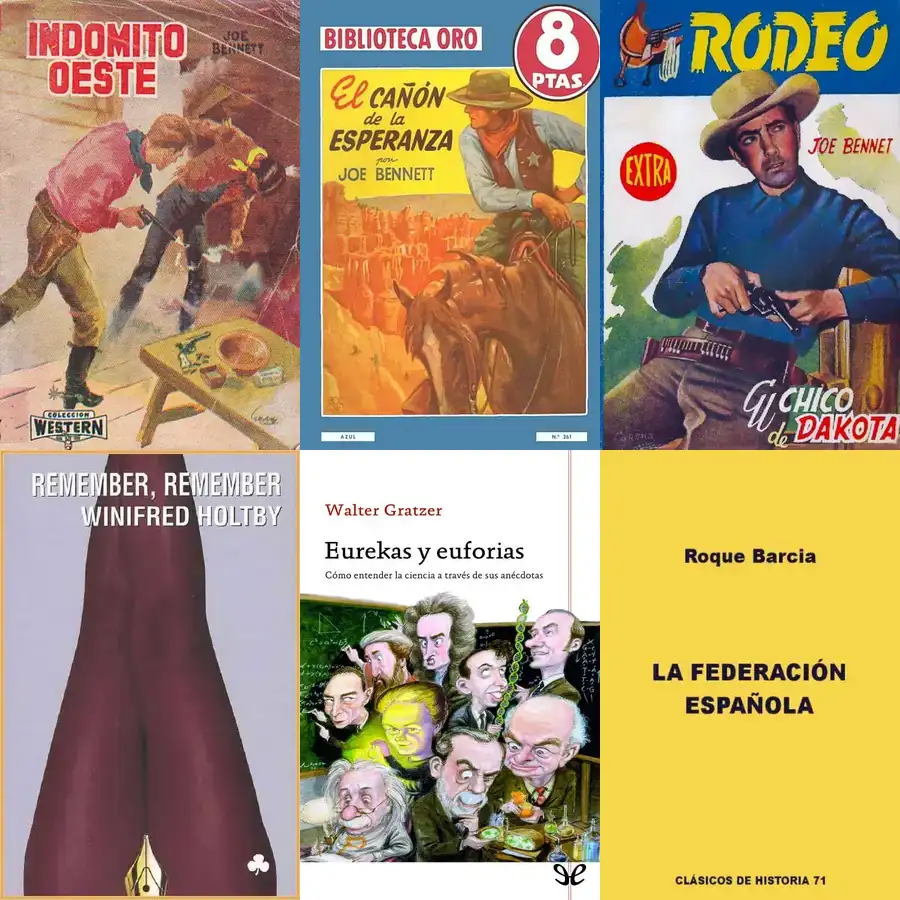 INDOMITO
OESTE
JOE
BENNETT
COLECCION
WESTERN
BIBLIOTECA ORO
8
PTAS
El CAÑÓN
de la
ESPERANZA
por
JOE BENNETT
AZUL
N.º 261
RODEO
JOE BENNET
EXTRA
El CHICO
de DAKOTA
REMEMBER, REMEMBER
WINIFRED HOLTBY
Walter Gratzer
Eurekas y euforias
Cómo entender la ciencia a través de sus anécdotas
Roque Barcia
LA FEDERACIÓN
ESPAÑOLA
CLÁSICOS DE HISTORIA 71